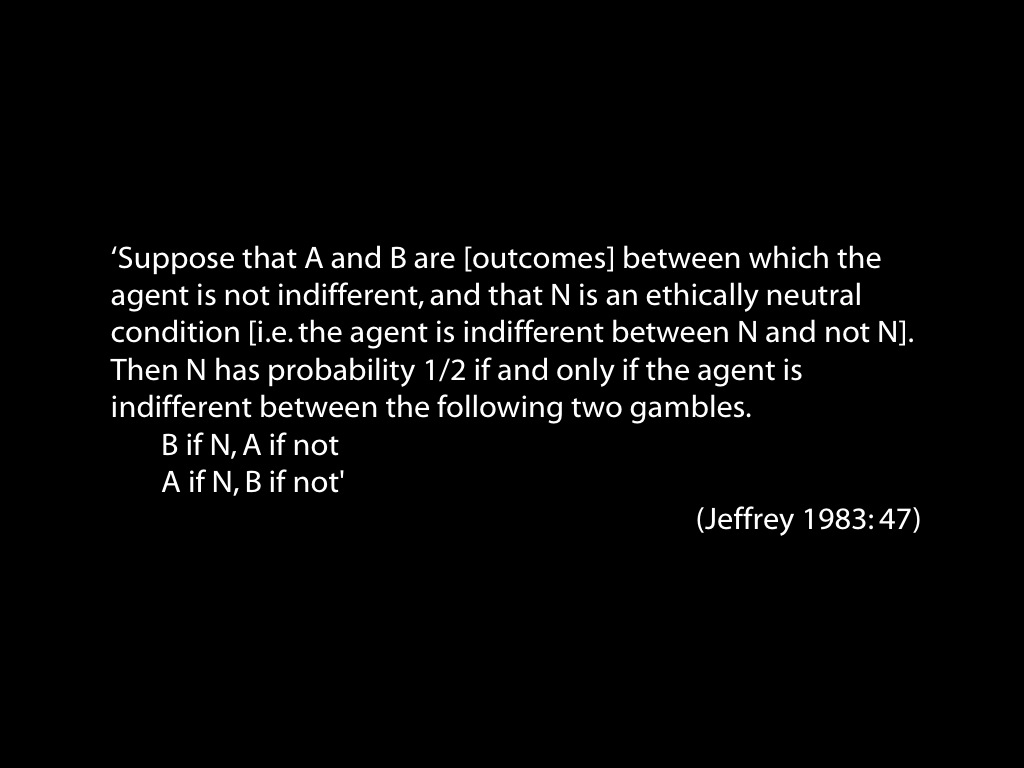 ‘Suppose that A and B are [outcomes] between which the
agent is not indifferent, and that N is an ethically neutral
condition [i.e. the agent is indifferent between N and not N].
Then N has probability 1/2 if and only if the agent is
indifferent between the following two gambles.
B if N, A if not
A if N, B if not'
(Jeffrey 1983: 47)